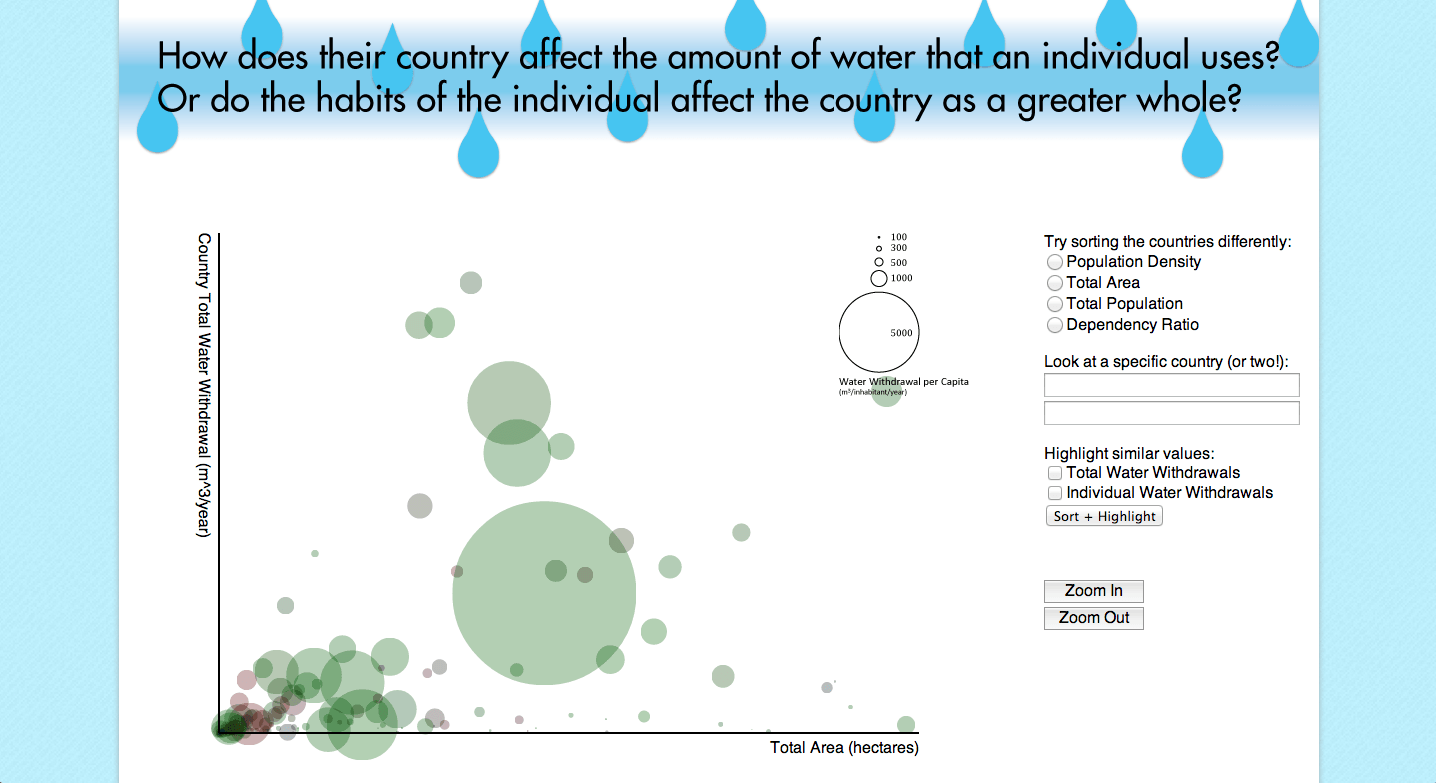 How does their country affect the amount of water that an individual uses?
Or do the habits of the individual affect the country as a greater whole?
Country Total Water Withdrawal (m^3/year)
100
300
500
1000
5000
Water Withdrawal per Capita
(m³/inhabitant/year)
Total Area (hectares)
Try sorting the countries differently:
Population Density
Total Area
Total Population
Dependency Ratio
Look at a specific country (or two!):
Highlight similar values:
Total Water Withdrawals
Individual Water Withdrawals
Sort + Highlight
Zoom In
Zoom Out